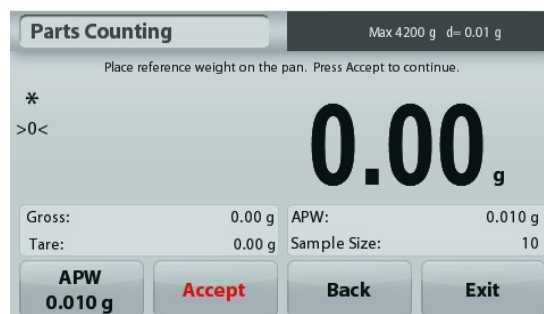 Parts Counting
Max 4200 g d= 0.01 g
Place reference weight on the pan. Press Accept to continue.
*
>0<
0.00 g
Gross: 0.00 g APW: 0.010 g
Tare: 0.00 g Sample Size: 10
APW Accept Back Exit
0.010 g